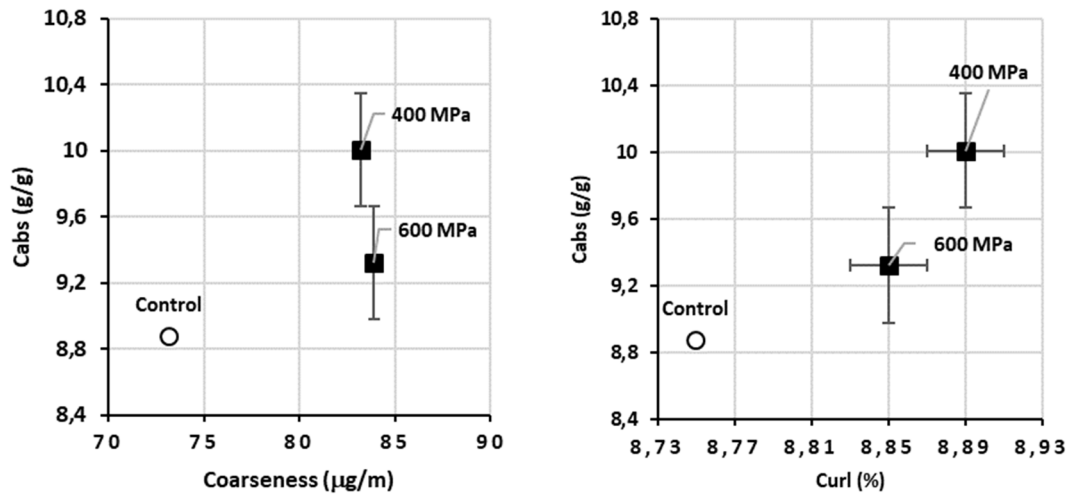 10,8
10,4
10
9,6
9,2
8,8
8,4
Cabs (g/g)
400 MPa
600 MPa
Control
70 75 80 85 90
Coarseness (µg/m)
10,8
10,4
10
9,6
9,2
8,8
8,4
Cabs (g/g)
400 MPa
600 MPa
Control
8,73 8,77 8,81 8,85 8,89 8,93
Curl (%)